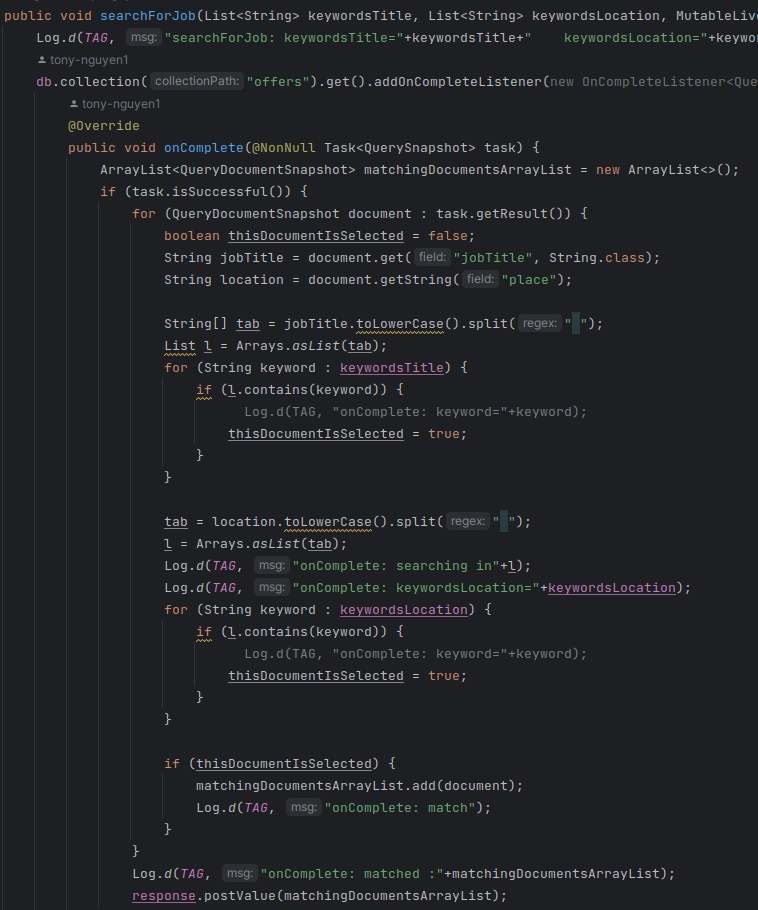 public void searchForJob(List<String> keywordsTitle, List<String> keywordsLocation, MutableLive
Log.d(TAG, msg: "searchForJob: keywordsTitle="+keywordsTitle+"    keywordsLocation="+keywor
tony-nguyen1
db.collection( collectionPath: "offers").get().addOnCompleteListener(new OnCompleteListener<Que
tony-nguyen1
@Override
public void onComplete(@NonNull Task<QuerySnapshot> task) {
ArrayList<QueryDocumentSnapshot> matchingDocumentsArrayList = new ArrayList<>();
if (task.isSuccessful()) {
for (QueryDocumentSnapshot document : task.getResult()) {
boolean thisDocumentIsSelected = false;
String jobTitle = document.get( field: "jobTitle", String.class);
String location = document.getString( field: "place");
String[] tab = jobTitle.toLowerCase().split( regex: " ");
List l = Arrays.asList(tab);
for (String keyword : keywordsTitle) {
if (l.contains(keyword)) {
Log.d(TAG, "onComplete: keyword="+keyword);
thisDocumentIsSelected = true;
}
}
tab = location.toLowerCase().split( regex: " ");
l = Arrays.asList(tab);
Log.d(TAG, msg: "onComplete: searching in"+l);
Log.d(TAG, msg: "onComplete: keywordsLocation="+keywordsLocation);
for (String keyword : keywordsLocation) {
if (l.contains(keyword)) {
Log.d(TAG, "onComplete: keyword="+keyword);
thisDocumentIsSelected = true;
}
}
if (thisDocumentIsSelected) {
matchingDocumentsArrayList.add(document);
Log.d(TAG, msg: "onComplete: match");
}
}
Log.d(TAG, msg: "onComplete: matched :"+matchingDocumentsArrayList);
response.postValue(matchingDocumentsArrayList);